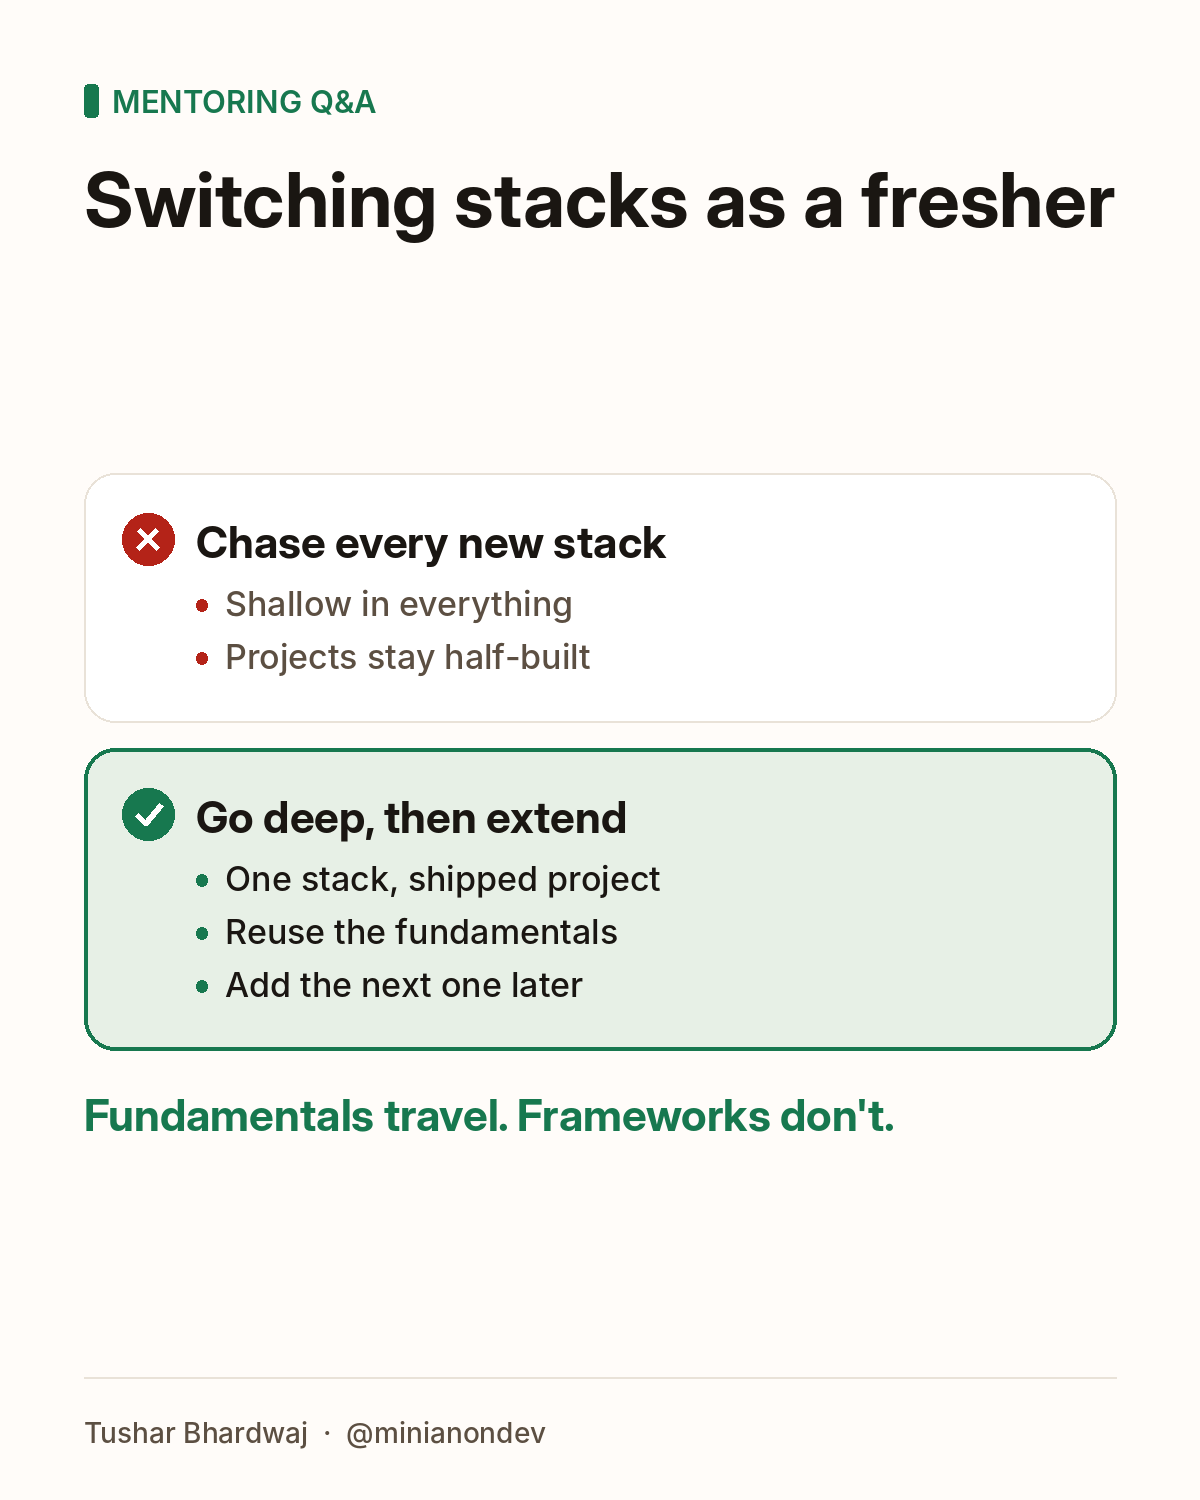 MENTORING Q&A
Switching stacks as a fresher
Chase every new stack
Shallow in everything
Projects stay half-built
Go deep, then extend
One stack, shipped project
Reuse the fundamentals
Add the next one later
Fundamentals travel. Frameworks don't.
Tushar Bhardwaj · @minianondev